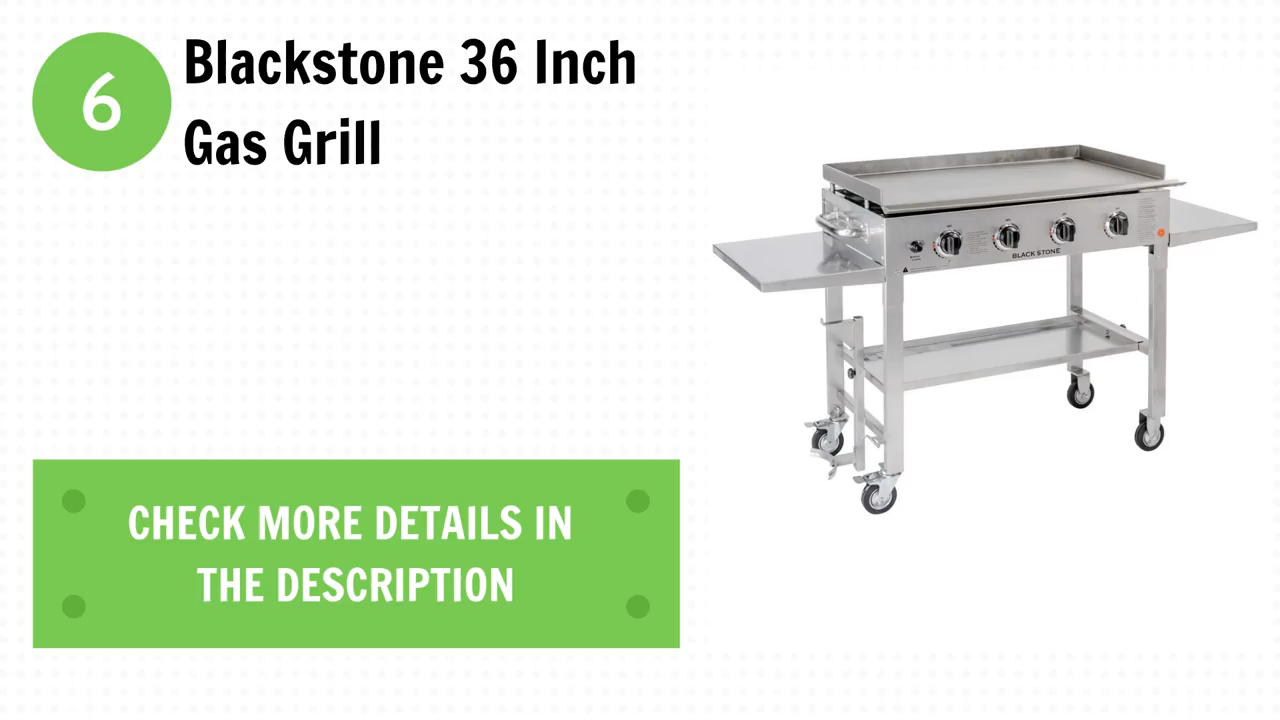 6
Blackstone 36 Inch
Gas Grill
BLACKSTONE
CHECK MORE DETAILS IN
THE DESCRIPTION